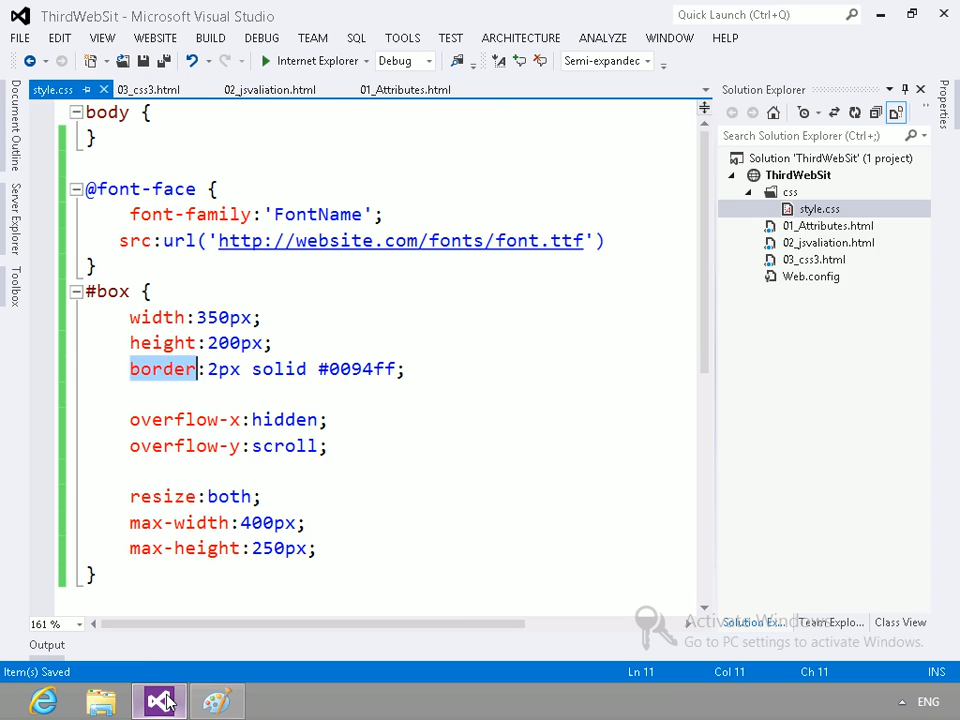 ThirdWebSit - Microsoft Visual Studio
Quick Launch (Ctrl+Q)
FILE EDIT VIEW WEBSITE BUILD DEBUG TEAM SQL TOOLS TEST ARCHITECTURE ANALYZE WINDOW HELP
Internet Explorer Debug Semi-expandec
style.css 03_css3.html 02_jsvaliation.html 01_Attributes.html
Document Outline
Server Explorer
Toolbox
body {
}
@font-face {
font-family:'FontName';
src:url('http://website.com/fonts/font.ttf')
}
#box {
width:350px;
height:200px;
border:2px solid #0094ff;
overflow-x:hidden;
overflow-y:scroll;
resize:both;
max-width:400px;
max-height:250px;
}
161 %
Output
Solution Explorer
Search Solution Explorer (Ctrl+;)
Solution 'ThirdWebSit' (1 project)
ThirdWebSit
css
style.css
01_Attributes.html
02_jsvaliation.html
03_css3.html
Web.config
Properties
Solution Ex... Team Explo... Class View
Activate Windows
Go to PC settings to activate Windows.
Item(s) Saved Ln 11 Col 11 Ch 11 INS
ENG